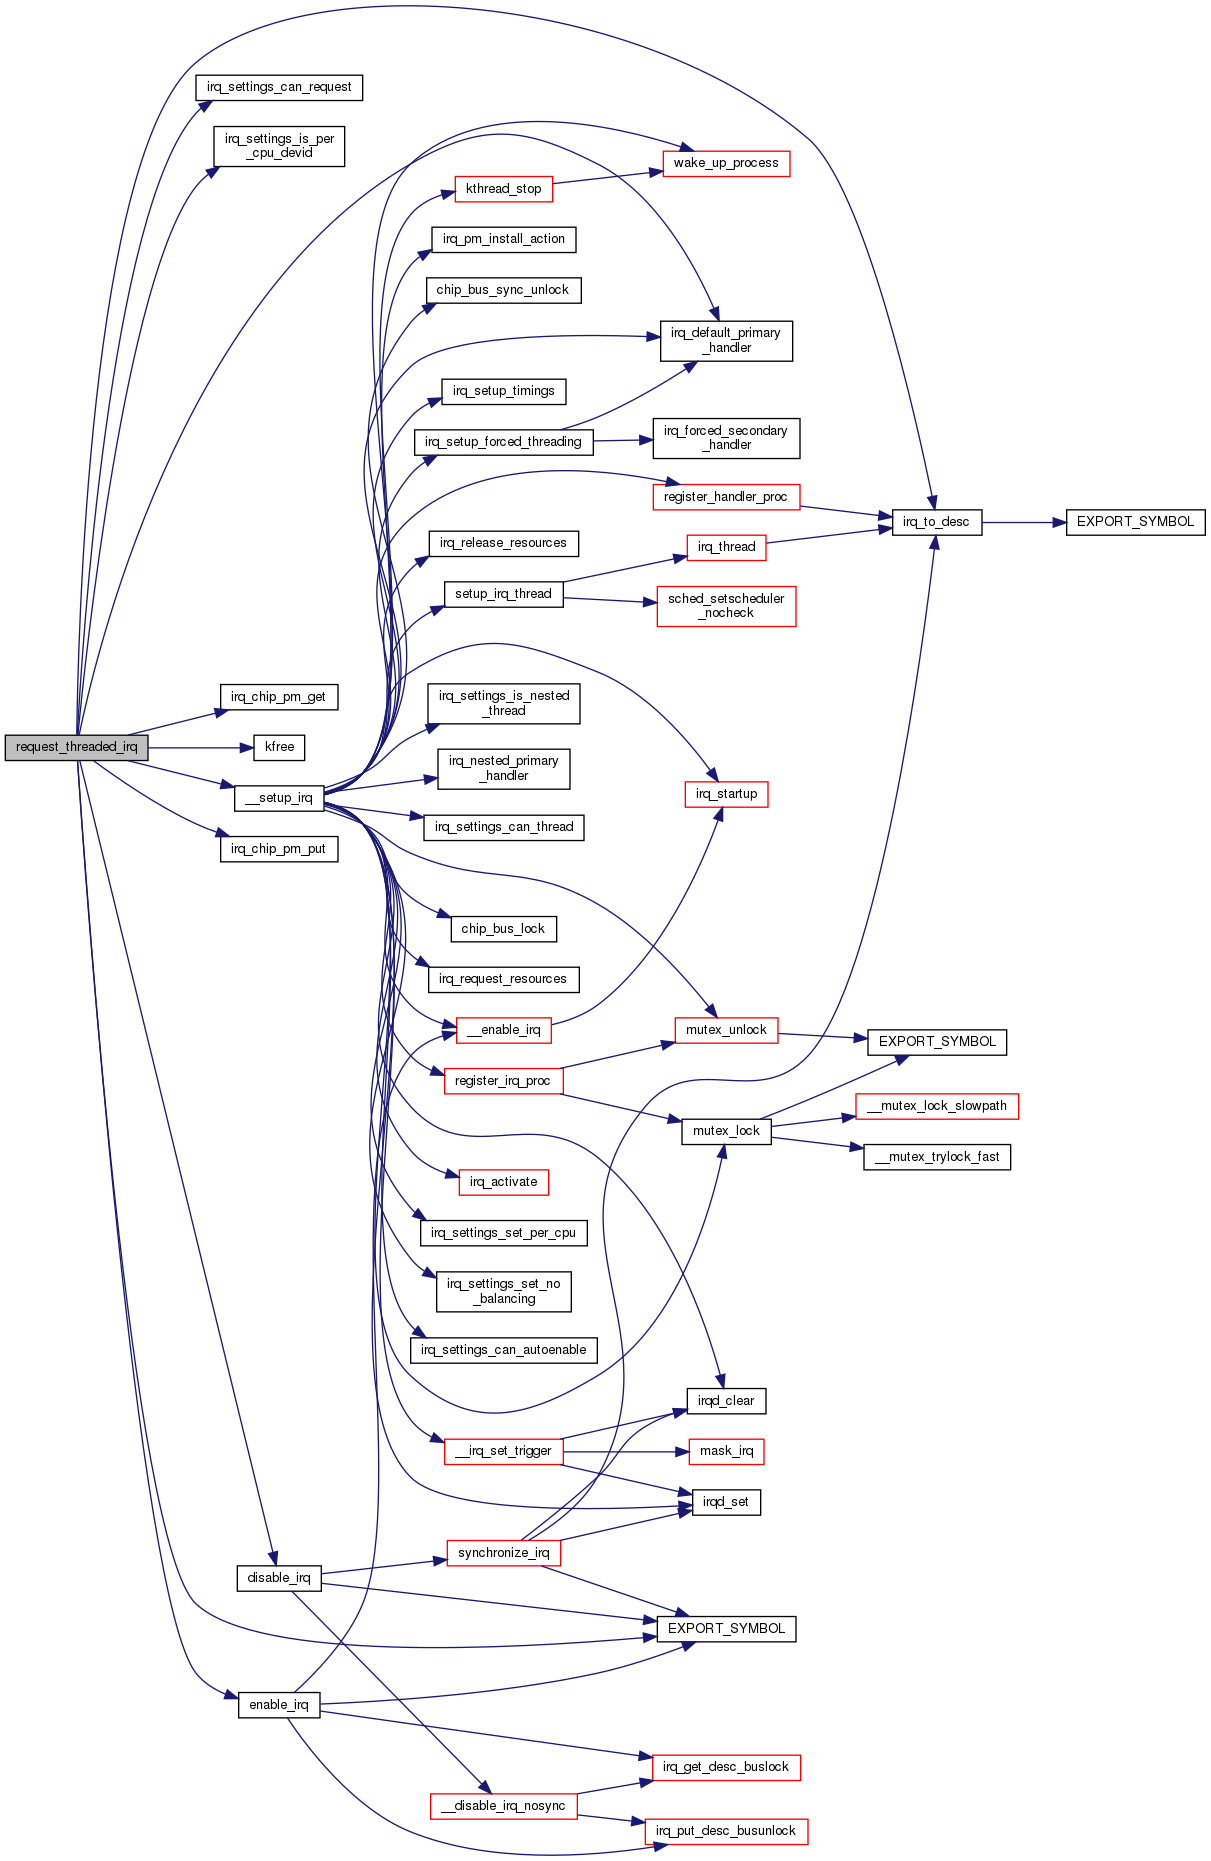 irq_settings_can_request
irq_settings_is_per
_cpu_devid
wake_up_process
kthread_stop
irq_pm_install_action
chip_bus_sync_unlock
irq_default_primary
_handler
irq_setup_timings
irq_setup_forced_threading
irq_forced_secondary
_handler
register_handler_proc
irq_to_desc
EXPORT_SYMBOL
irq_release_resources
irq_thread
setup_irq_thread
sched_setscheduler
_nocheck
irq_chip_pm_get
irq_settings_is_nested
_thread
request_threaded_irq
kfree
irq_nested_primary
_handler
__setup_irq
irq_startup
irq_settings_can_thread
irq_chip_pm_put
chip_bus_lock
irq_request_resources
__enable_irq
mutex_unlock
EXPORT_SYMBOL
register_irq_proc
__mutex_lock_slowpath
mutex_lock
__mutex_trylock_fast
irq_activate
irq_settings_set_per_cpu
irq_settings_set_no
_balancing
irq_settings_can_autoenable
irqd_clear
__irq_set_trigger
mask_irq
irqd_set
synchronize_irq
disable_irq
EXPORT_SYMBOL
enable_irq
irq_get_desc_buslock
__disable_irq_nosync
irq_put_desc_busunlock